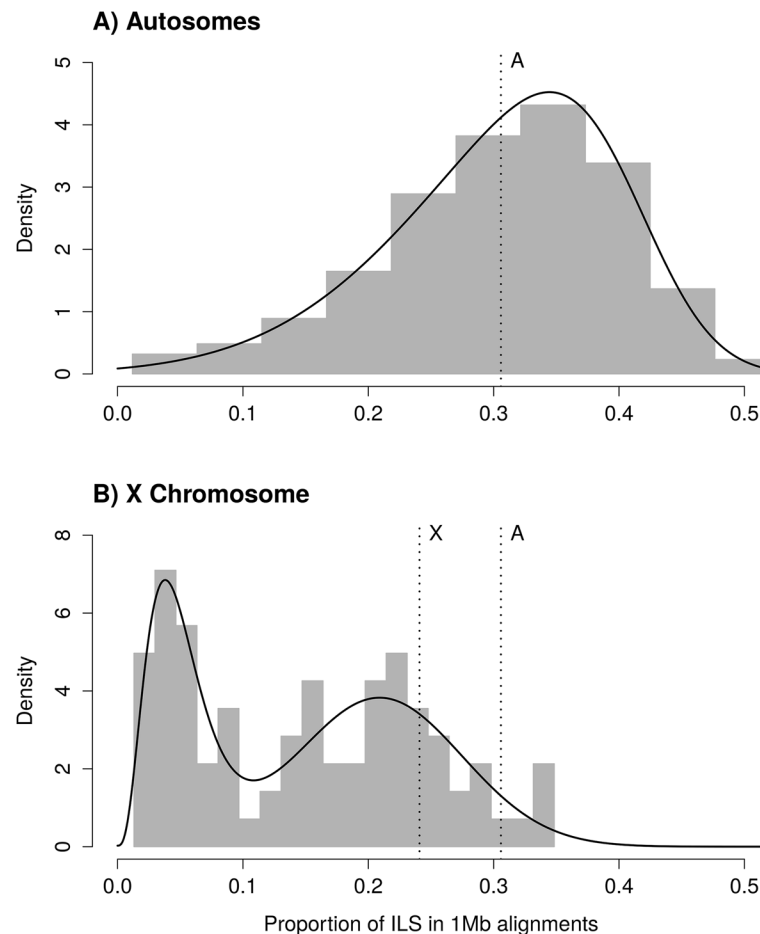 A) Autosomes
A
5
4
3
2
1
0
Density
0.0 0.1 0.2 0.3 0.4 0.5
B) X Chromosome
X A
8
6
4
2
0
Density
0.0 0.1 0.2 0.3 0.4 0.5
Proportion of ILS in 1Mb alignments